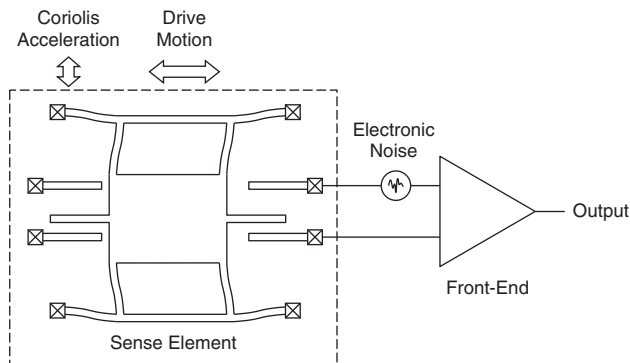 Coriolis
Acceleration
Drive
Motion
Electronic
Noise
Output
Front-End
Sense Element